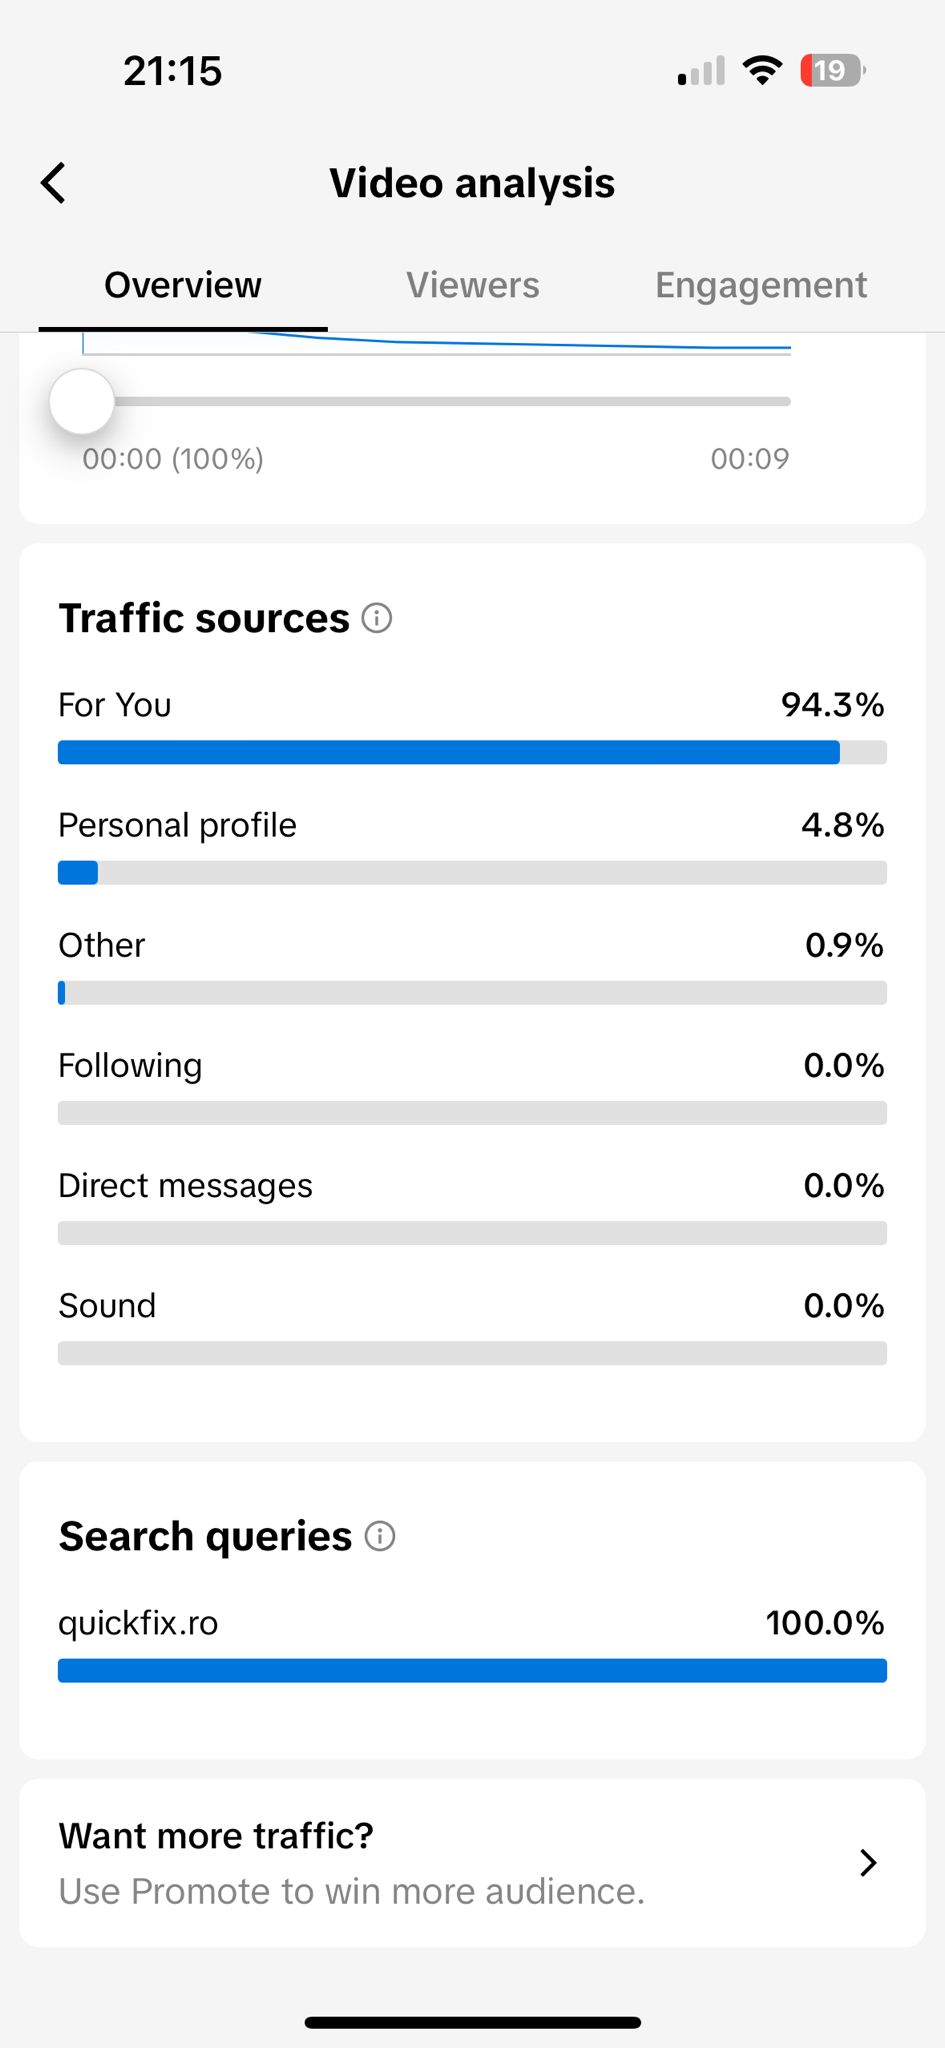 21:15
19
Video analysis
Overview
Viewers
Engagement
00:00 (100%)
00:09
Traffic sources
For You
94.3%
Personal profile
4.8%
Other
0.9%
Following
0.0%
Direct messages
0.0%
Sound
0.0%
Search queries
quickfix.ro
100.0%
Want more traffic?
Use Promote to win more audience.